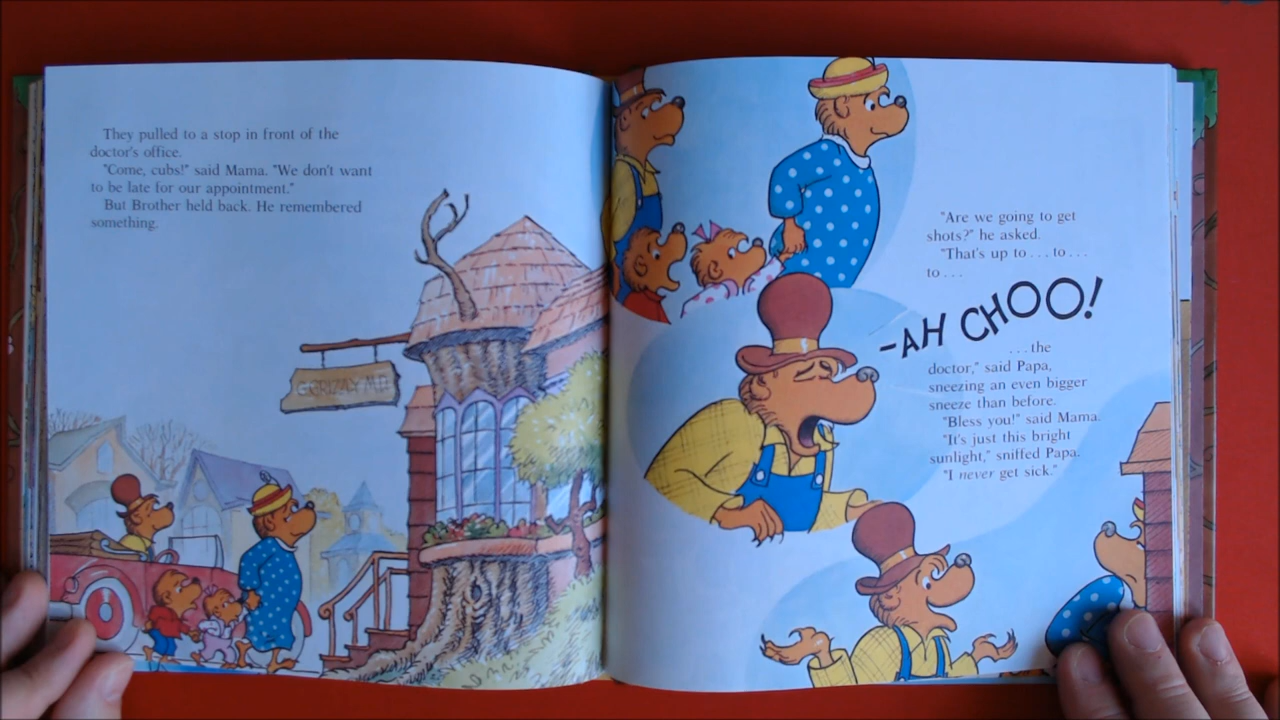 They pulled to a stop in front of the
doctor's office.
"Come, cubs!" said Mama. "We don't want
to be late for our appointment."
But Brother held back. He remembered
something.
GRIZZLY M.D.
"Are we going to get
shots?" he asked.
"That's up to . . . to . . .
to . . .
–AH CHOO!
. . . the
doctor," said Papa,
sneezing an even bigger
sneeze than before.
"Bless you!" said Mama.
"It's just this bright
sunlight," sniffed Papa.
"I never get sick."